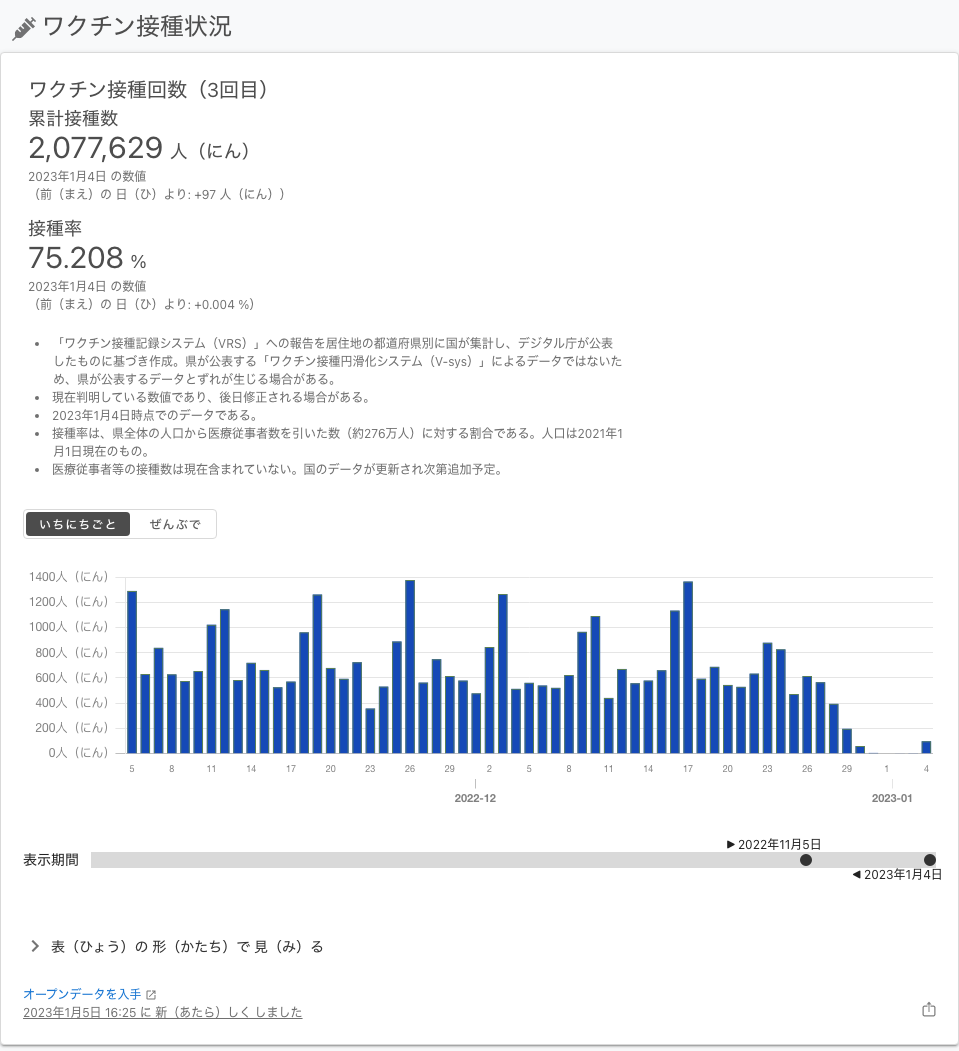 ワクチン接種状況
ワクチン接種回数（3回目）
累計接種数
2,077,629 人（にん）
2023年1月4日 の数値
（前（まえ）の 日（ひ）より: +97 人（にん））
接種率
75.208 %
2023年1月4日 の数値
（前（まえ）の 日（ひ）より: +0.004 %）
• 「ワクチン接種記録システム（VRS）」への報告を居住地の都道府県別に国が集計し、デジタル庁が公表
したものに基づき作成。県が公表する「ワクチン接種円滑化システム（V-sys）」によるデータではないた
め、県が公表するデータとずれが生じる場合がある。
• 現在判明している数値であり、後日修正される場合がある。
• 2023年1月4日時点でのデータである。
• 接種率は、県全体の人口から医療従事者数を引いた数（約276万人）に対する割合である。人口は2021年1
月1日現在のもの。
• 医療従事者等の接種数は現在含まれていない。国のデータが更新され次第追加予定。
いちにちごと ぜんぶで
1400人（にん）
1200人（にん）
1000人（にん）
800人（にん）
600人（にん）
400人（にん）
200人（にん）
0人（にん）
5 8 11 14 17 20 23 26 29 2 5 8 11 14 17 20 23 26 29 1 4
2022-12 2023-01
▶ 2022年11月5日
表示期間
◀ 2023年1月4日
表（ひょう）の 形（かたち）で 見（み）る
オープンデータを入手
2023年1月5日 16:25 に 新（あたら）しく しました